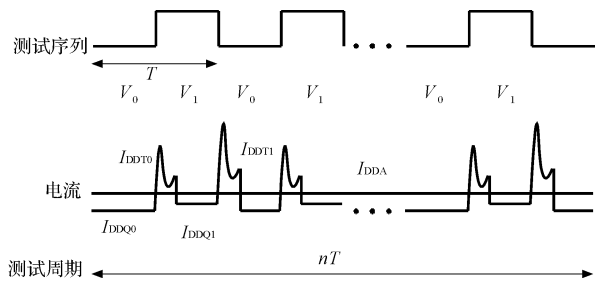 测试序列
T
V0 V1 V0 V1 V0 V1
IDDT0 IDDT1 IDDA
电流
IDDQ0 IDDQ1
测试周期 nT